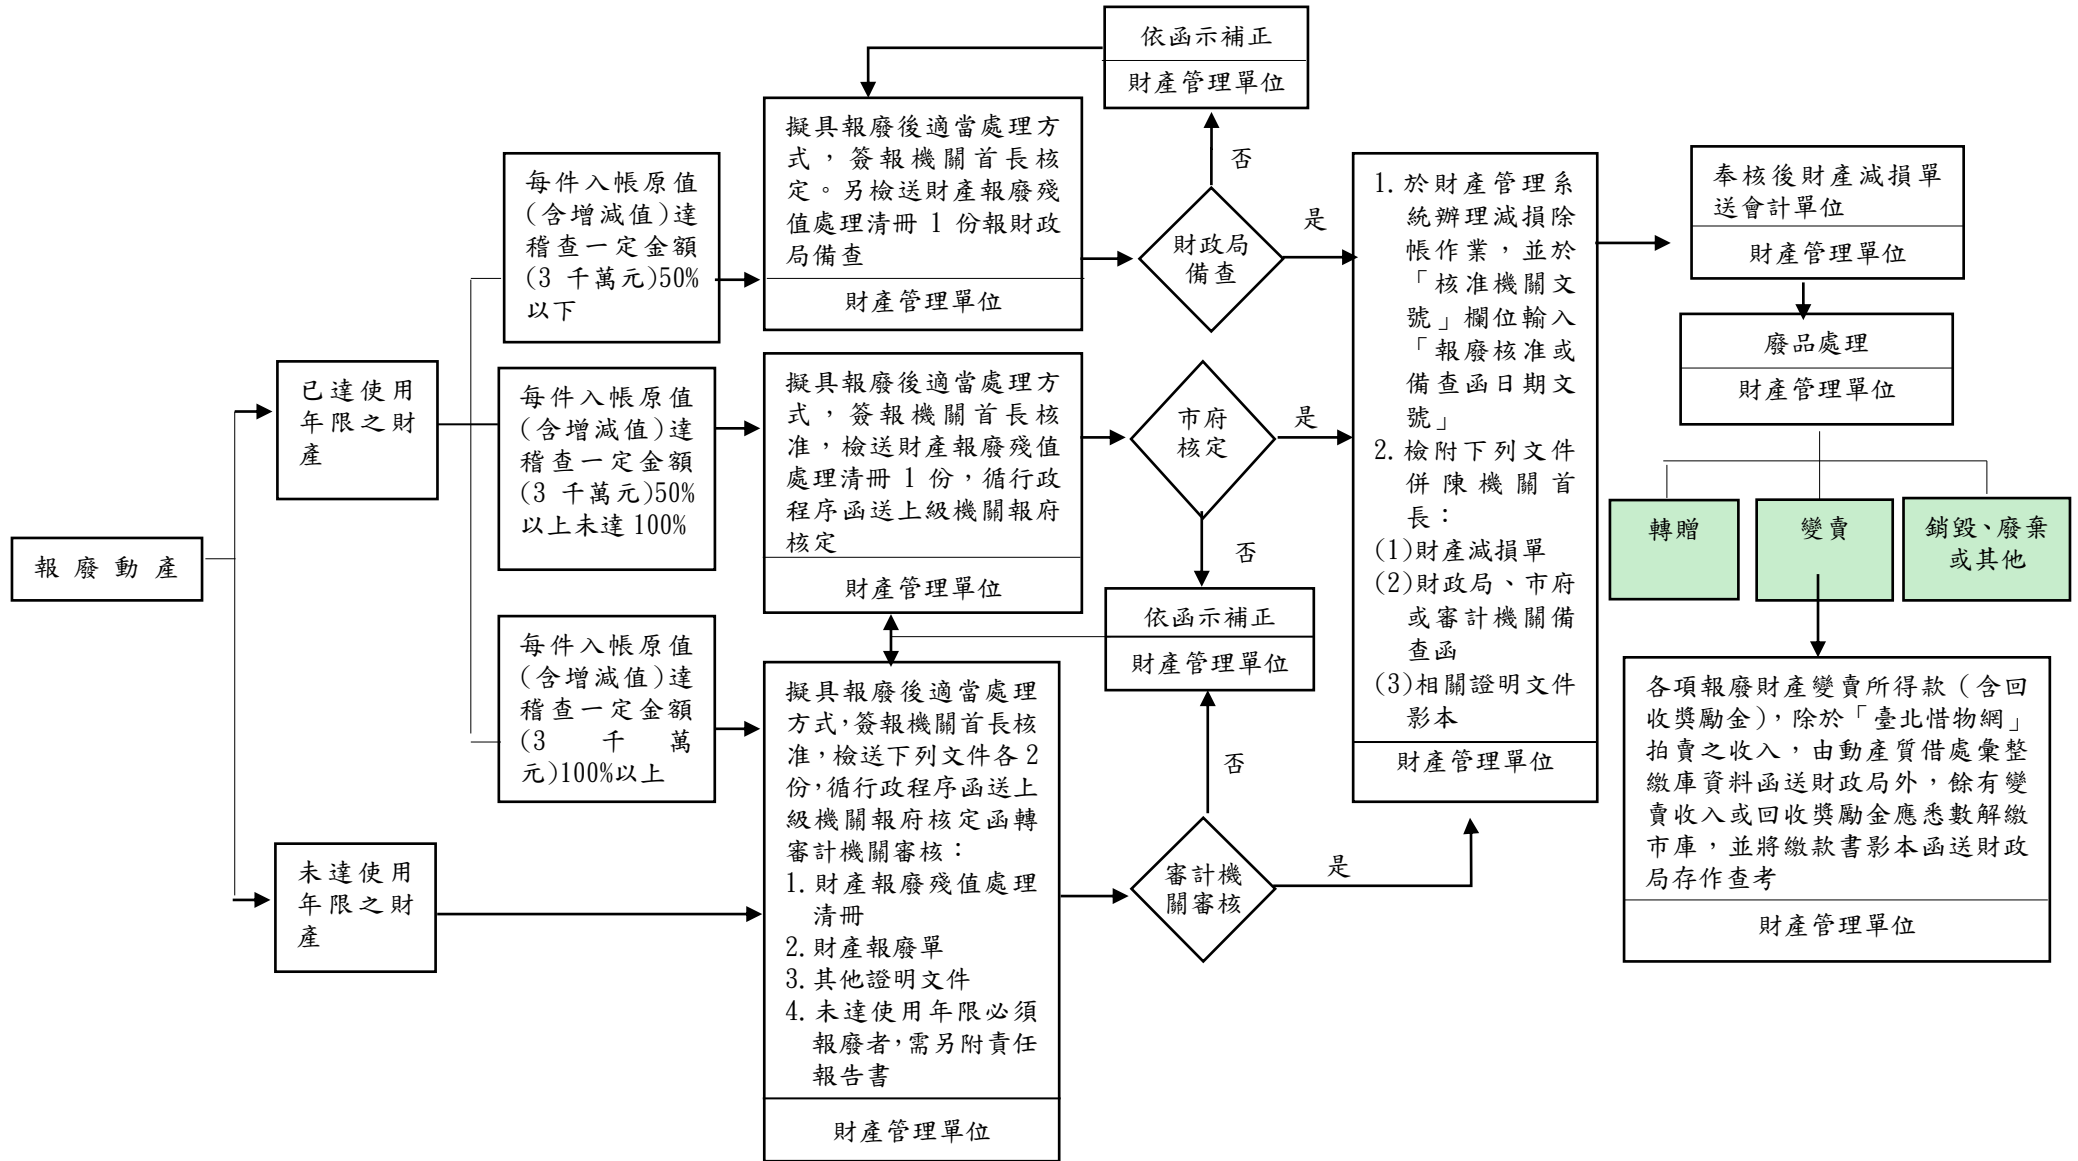 報廢動產
已達使用
年限之財
產
未達使用
年限之財
產
每件入帳原值
(含增減值)達
稽查一定金額
(3 千萬元)50%
以下
每件入帳原值
(含增減值)達
稽查一定金額
(3 千萬元)50%
以上未達 100%
每件入帳原值
(含增減值)達
稽查一定金額
(3 千萬
元)100%以上
擬具報廢後適當處理方
式,簽報機關首長核
定。另檢送財產報廢殘
值處理清冊 1 份報財政
局備查
財產管理單位
擬具報廢後適當處理方
式,簽報機關首長核
准,檢送財產報廢殘值
處理清冊 1 份,循行政
程序函送上級機關報府
核定
財產管理單位
擬具報廢後適當處理
方式,簽報機關首長核
准,檢送下列文件各 2
份,循行政程序函送上
級機關報府核定函轉
審計機關審核:
1. 財產報廢殘值處理
清冊
2. 財產報廢單
3. 其他證明文件
4. 未達使用年限必須
報廢者,需另附責任
報告書
財產管理單位
依函示補正
財產管理單位
否
財政局
備查
是
市府
核定
是
否
依函示補正
財產管理單位
否
審計機
關審核
是
1. 於財產管理系
統辦理減損除
帳作業,並於
「核准機關文
號」欄位輸入
「報廢核准或
備查函日期文
號」
2. 檢附下列文件
併陳機關首
長:
(1)財產減損單
(2)財政局、市府
或審計機關備
查函
(3)相關證明文件
影本
財產管理單位
奉核後財產減損單
送會計單位
財產管理單位
廢品處理
財產管理單位
轉贈
變賣
銷毀、廢棄
或其他
各項報廢財產變賣所得款(含回
收獎勵金),除於「臺北惜物網」
拍賣之收入,由動產質借處彙整
繳庫資料函送財政局外,餘有變
賣收入或回收獎勵金應悉數解繳
市庫,並將繳款書影本函送財政
局存作查考
財產管理單位